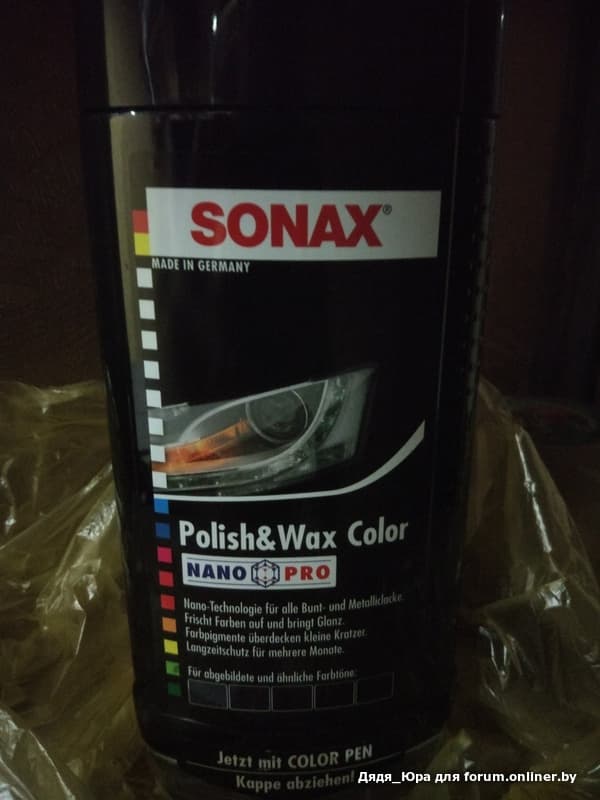 SONAX®
MADE IN GERMANY
Polish&Wax Color
NANO PRO
Nano-Technologie für alle Bunt- und Metalliclacke.
Frischt Farben auf und bringt Glanz.
Farbpigmente überdecken kleine Kratzer.
Langzeitschutz für mehrere Monate.
Für abgebildete und ähnliche Farbtöne:
Jetzt mit COLOR PEN
Kappe abziehen!
Дядя_Юра для forum.onliner.by